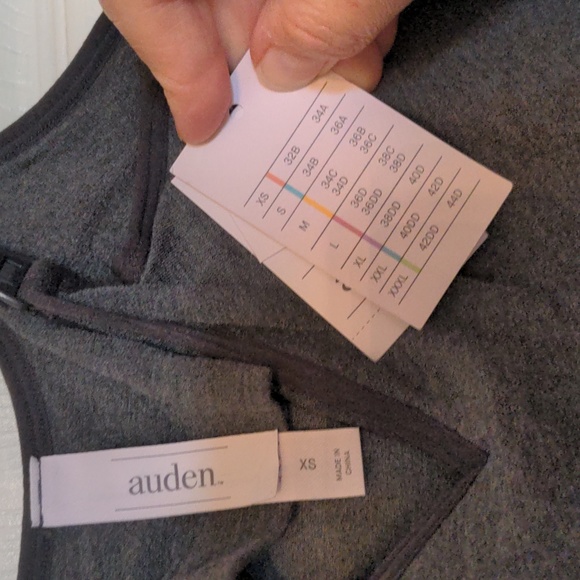 XS 32B 34A
S 34B 36A
M 34C 36B
34D 36C
L 36D 38C
36DD 38D
XL 38DD 40D
XXL 40DD 42D
XXXL 42DD 44D
auden™
XS
MADE IN
CHINA